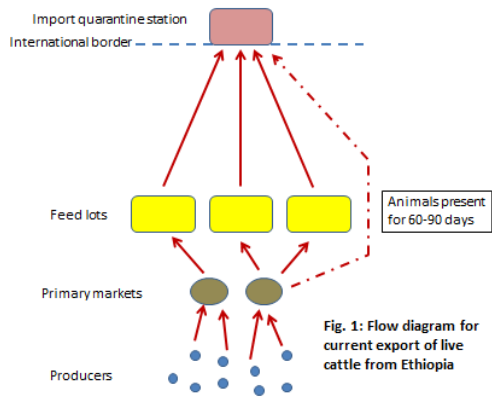 Import quarantine station
International border
Feed lots
Animals present
for 60-90 days
Primary markets
Fig. 1: Flow diagram for
current export of live
cattle from Ethiopia
Producers